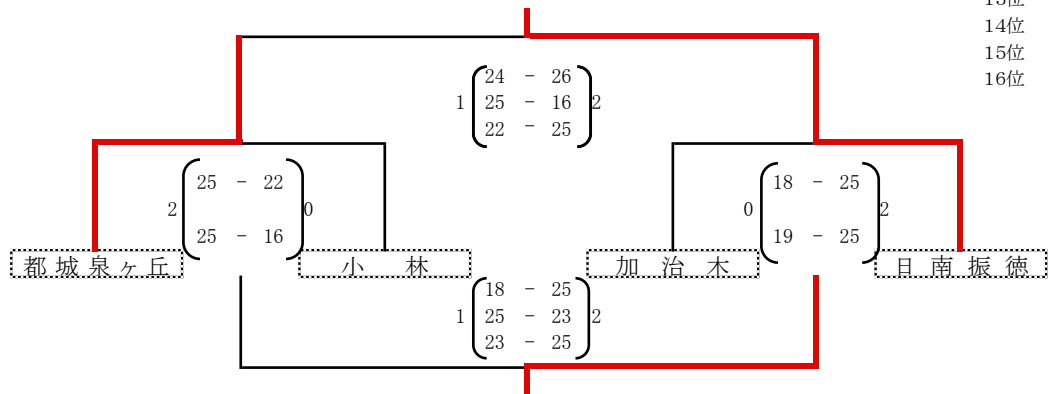 13位
14位
15位
16位
24 － 26
1 25 － 16 2
22 － 25
25 － 22
2 0
25 － 16
18 － 25
0 2
19 － 25
都城泉ヶ丘 小林 加治木 日南振徳
18 － 25
1 25 － 23 2
23 － 25